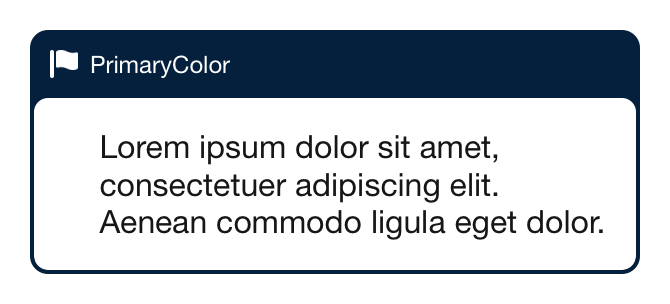 PrimaryColor
Lorem ipsum dolor sit amet,
consectetuer adipiscing elit.
Aenean commodo ligula eget dolor.